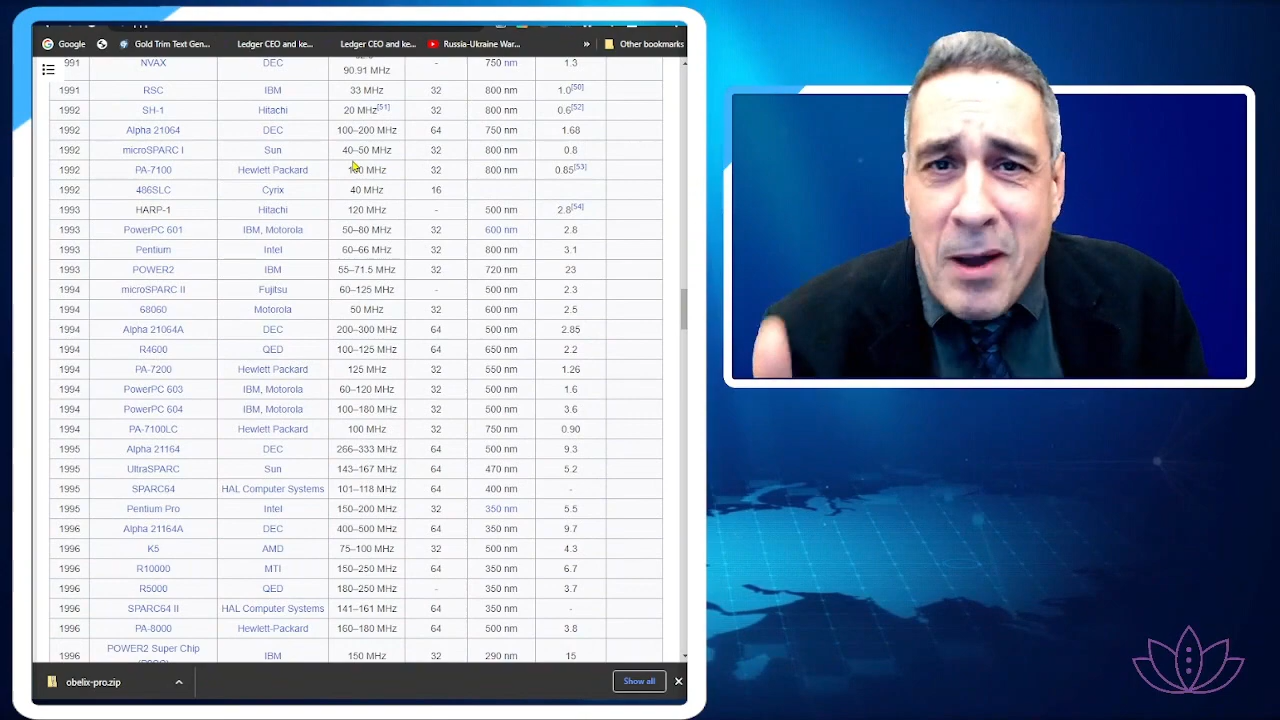 Google
Gold Trim Text Gen...
Ledger CEO and ke...
Ledger CEO and ke...
Russia-Ukraine War...
»
Other bookmarks
NVAX DEC 90.91 MHz - 750 nm 1.3
1991 RSC IBM 33 MHz 32 800 nm 1.0[50]
1992 SH-1 Hitachi 20 MHz[51] 32 800 nm 0.6[52]
1992 Alpha 21064 DEC 100–200 MHz 64 750 nm 1.68
1992 microSPARC I Sun 40–50 MHz 32 800 nm 0.8
1992 PA-7100 Hewlett Packard MHz 32 800 nm 0.85[53]
1992 486SLC Cyrix 40 MHz 16
1993 HARP-1 Hitachi 120 MHz - 500 nm 2.8[54]
1993 PowerPC 601 IBM, Motorola 50–80 MHz 32 600 nm 2.8
1993 Pentium Intel 60–66 MHz 32 800 nm 3.1
1993 POWER2 IBM 55–71.5 MHz 32 720 nm 23
1994 microSPARC II Fujitsu 60–125 MHz - 500 nm 2.3
1994 68060 Motorola 50 MHz 32 600 nm 2.5
1994 Alpha 21064A DEC 200–300 MHz 64 500 nm 2.85
1994 R4600 QED 100–125 MHz 64 650 nm 2.2
1994 PA-7200 Hewlett Packard 125 MHz 32 550 nm 1.26
1994 PowerPC 603 IBM, Motorola 60–120 MHz 32 500 nm 1.6
1994 PowerPC 604 IBM, Motorola 100–180 MHz 32 500 nm 3.6
1994 PA-7100LC Hewlett Packard 100 MHz 32 750 nm 0.90
1995 Alpha 21164 DEC 266–333 MHz 64 500 nm 9.3
1995 UltraSPARC Sun 143–167 MHz 64 470 nm 5.2
1995 SPARC64 HAL Computer Systems 101–118 MHz 64 400 nm -
1995 Pentium Pro Intel 150–200 MHz 32 350 nm 5.5
1996 Alpha 21164A DEC 400–500 MHz 64 350 nm 9.7
1996 K5 AMD 75–100 MHz 32 500 nm 4.3
1996 R10000 MTI 150–250 MHz 64 350 nm 6.7
1996 R5000 QED 180–250 MHz - 350 nm 3.7
1996 SPARC64 II HAL Computer Systems 141–161 MHz 64 350 nm -
1996 PA-8000 Hewlett-Packard 160–180 MHz 64 500 nm 3.8
1996 POWER2 Super Chip IBM 150 MHz 32 290 nm 15
obelix-pro.zip
Show all